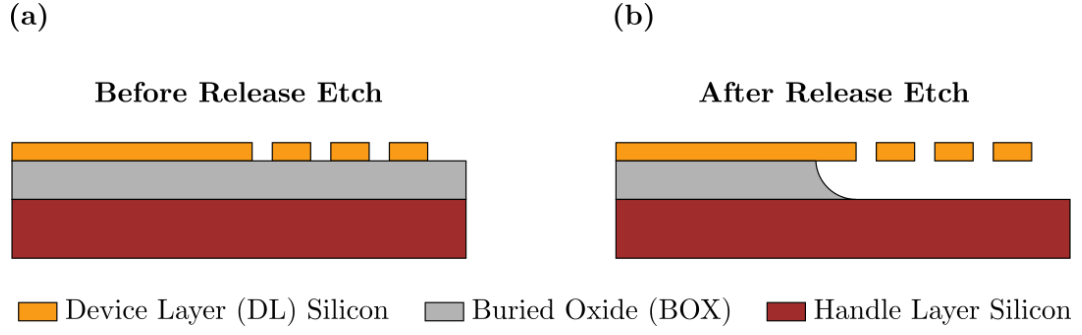 (a)
(b)
Before Release Etch
After Release Etch
Device Layer (DL) Silicon
Buried Oxide (BOX)
Handle Layer Silicon